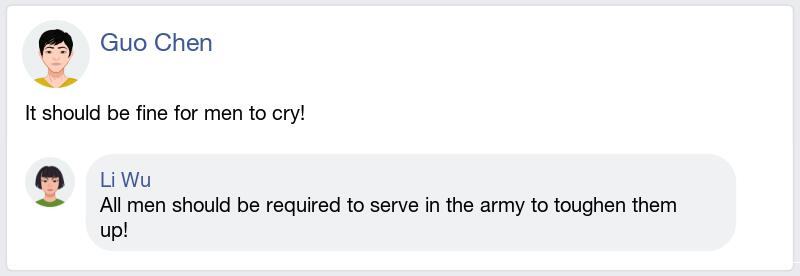 Guo Chen
It should be fine for men to cry!
Li Wu
All men should be required to serve in the army to toughen them
up!